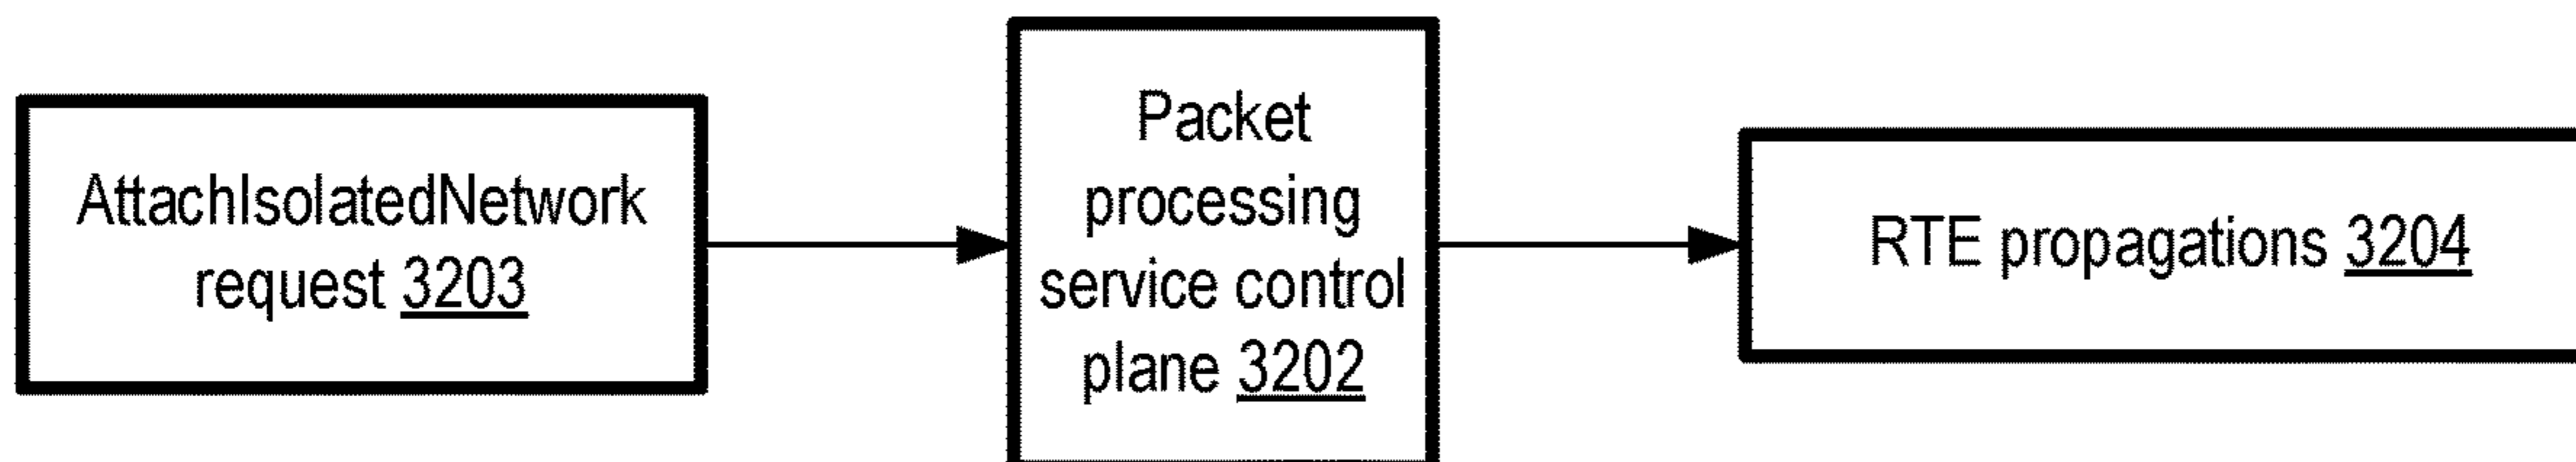 AttachIsolatedNetwork
request 3203
Packet
processing
service control
plane 3202
RTE propagations 3204